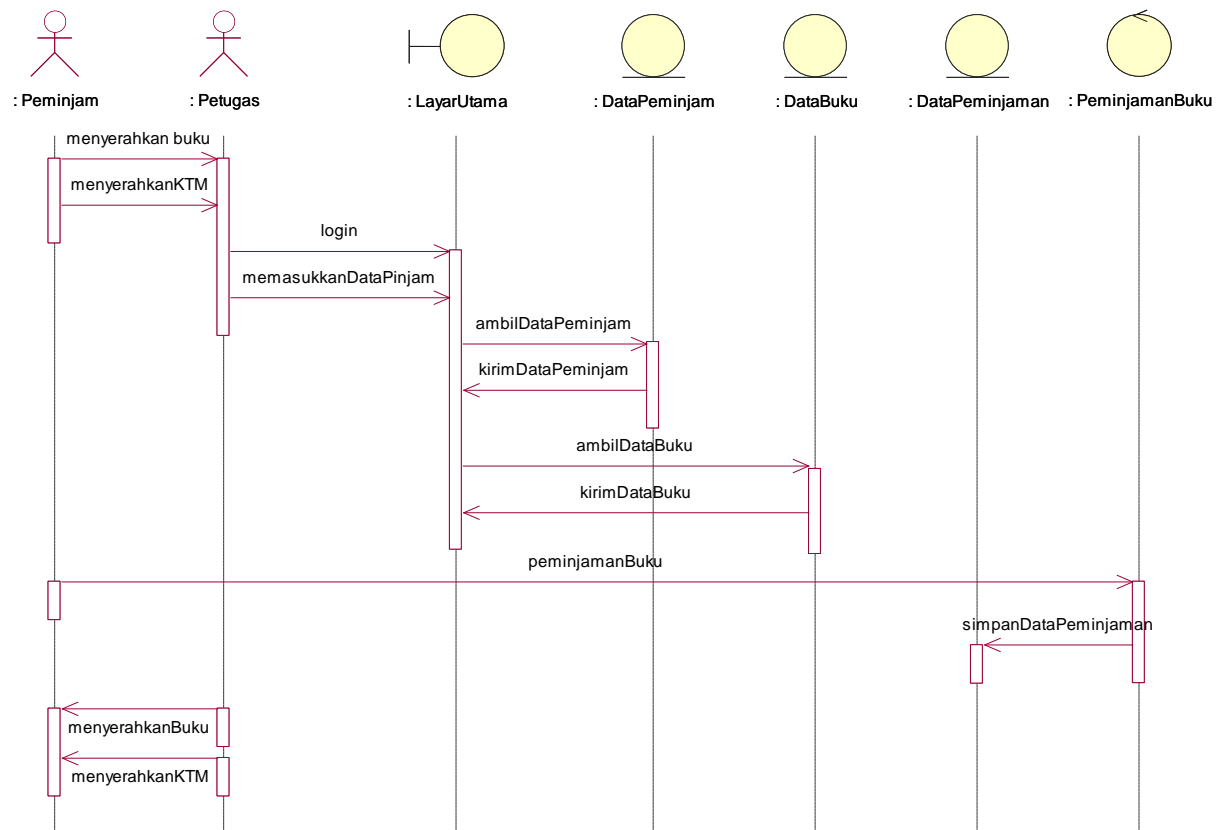 : Peminjam
: Petugas
: LayarUtama
: DataPeminjam
: DataBuku
: DataPeminjaman
: PeminjamanBuku
menyerahkan buku
menyerahkanKTM
login
memasukkanDataPinjam
ambilDataPeminjam
kirimDataPeminjam
ambilDataBuku
kirimDataBuku
peminjamanBuku
simpanDataPeminjaman
menyerahkanBuku
menyerahkanKTM